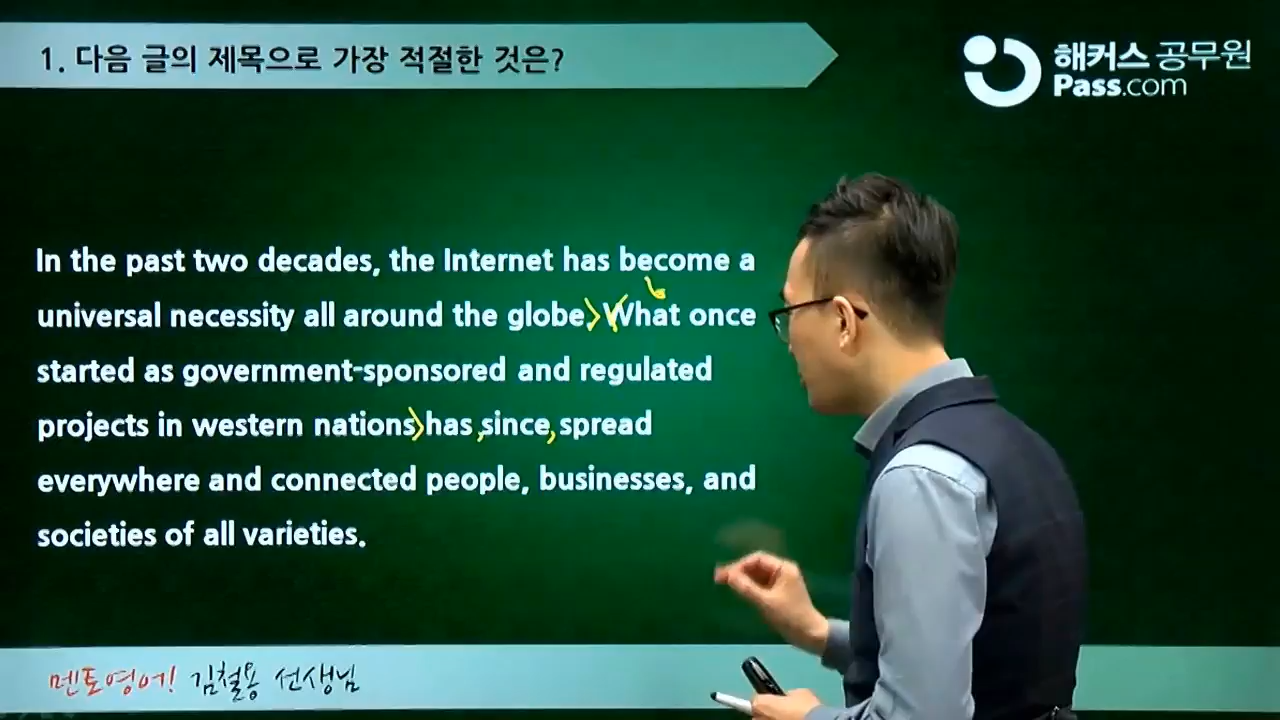 1. 다음 글의 제목으로 가장 적절한 것은?
해커스 공무원
Pass.com
In the past two decades, the Internet has become a
universal necessity all around the globe. What once
started as government-sponsored and regulated
projects in western nations has since spread
everywhere and connected people, businesses, and
societies of all varieties.
멘토영어! 김철용 선생님